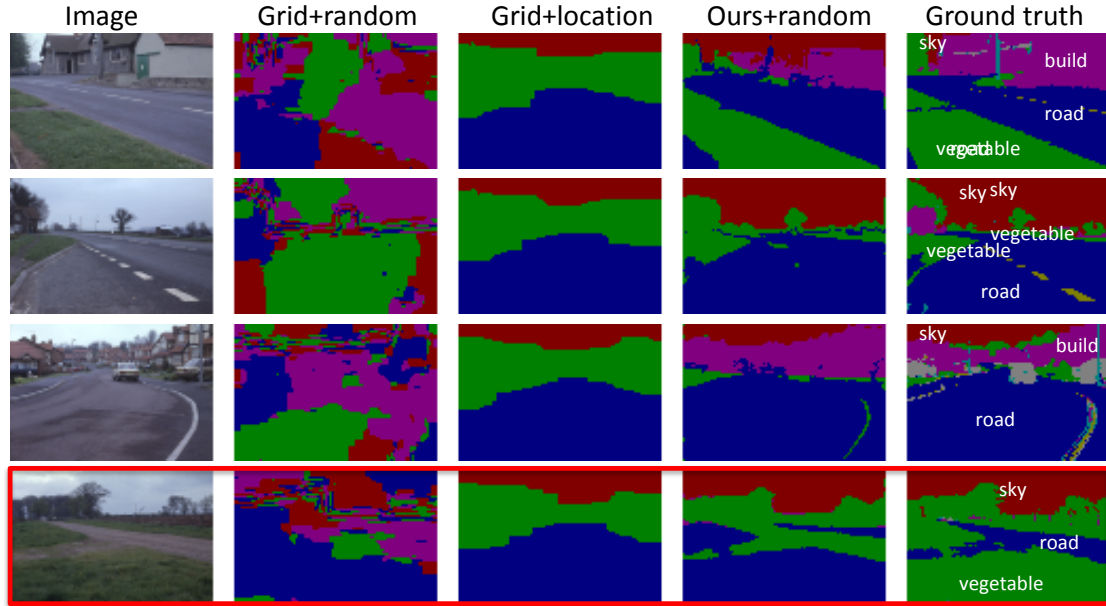 Image Grid+random Grid+location Ours+random Ground truth
sky
build
road
vegetable
road
sky sky
vegetable
vegetable
road
sky
build
road
sky
road
vegetable